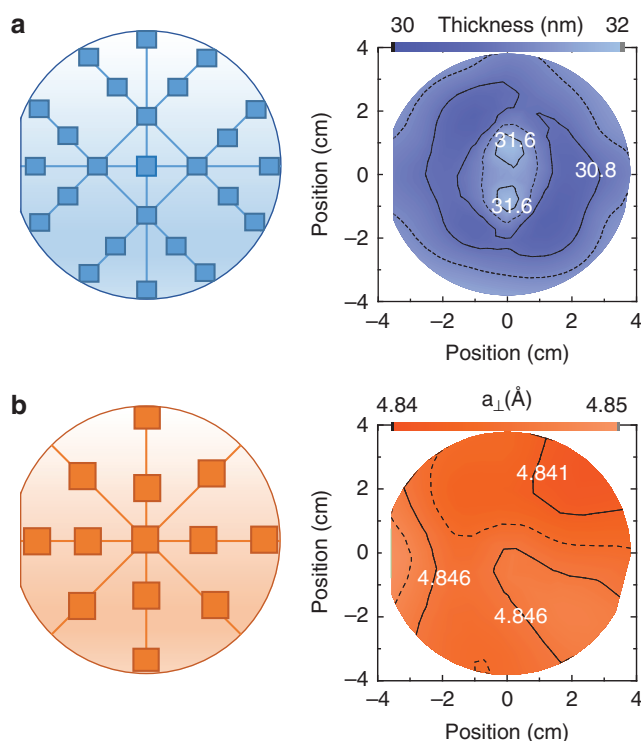 a
30 Thickness (nm) 32
4
2
0
−2
−4
Position (cm)
31.6
30.8
31.6
−4 −2 0 2 4
Position (cm)
b
a⊥(Å)
4.84 4.85
4
2
0
−2
−4
Position (cm)
4.841
4.846
4.846
−4 −2 0 2 4
Position (cm)